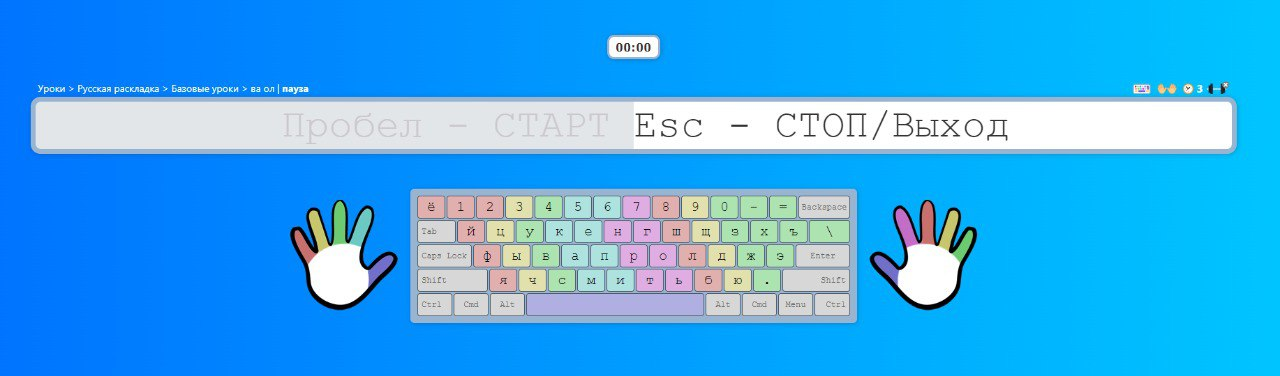 00:00
Уроки > Русская раскладка > Базовые уроки > ва ол | пауза
3
Пробел - СТАРТ Esc - СТОП/Выход
ё 1 2 3 4 5 6 7 8 9 0 - = Backspace
Tab й ц у к е н г ш щ з х ъ \
Caps Lock ф ы в а п р о л д ж э Enter
Shift я ч с м и т ь б ю . Shift
Ctrl Cmd Alt Alt Cmd Menu Ctrl